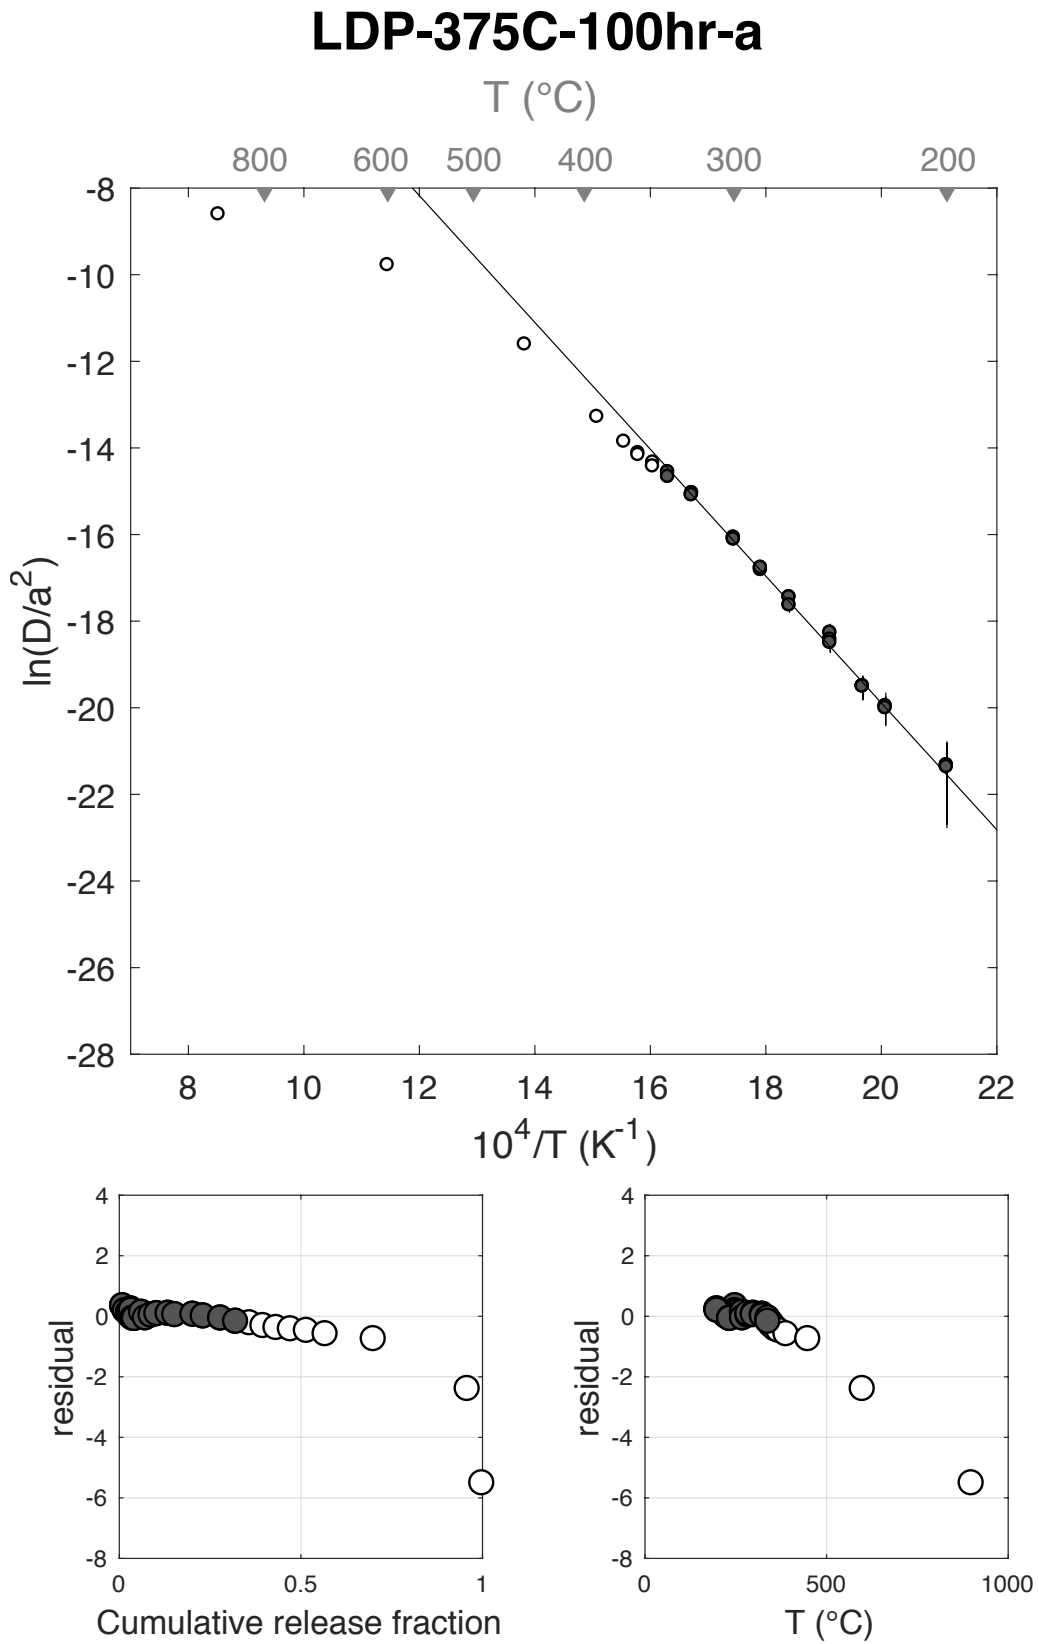 LDP-375C-100hr-a
T (°C)
800 600 500 400 300 200
-8
-10
-12
-14
-16
-18
-20
-22
-24
-26
-28
ln(D/a²)
8 10 12 14 16 18 20 22
10⁴/T (K⁻¹)
4
2
0
-2
-4
-6
-8
residual
0 0.5 1
Cumulative release fraction
4
2
0
-2
-4
-6
-8
residual
0 500 1000
T (°C)